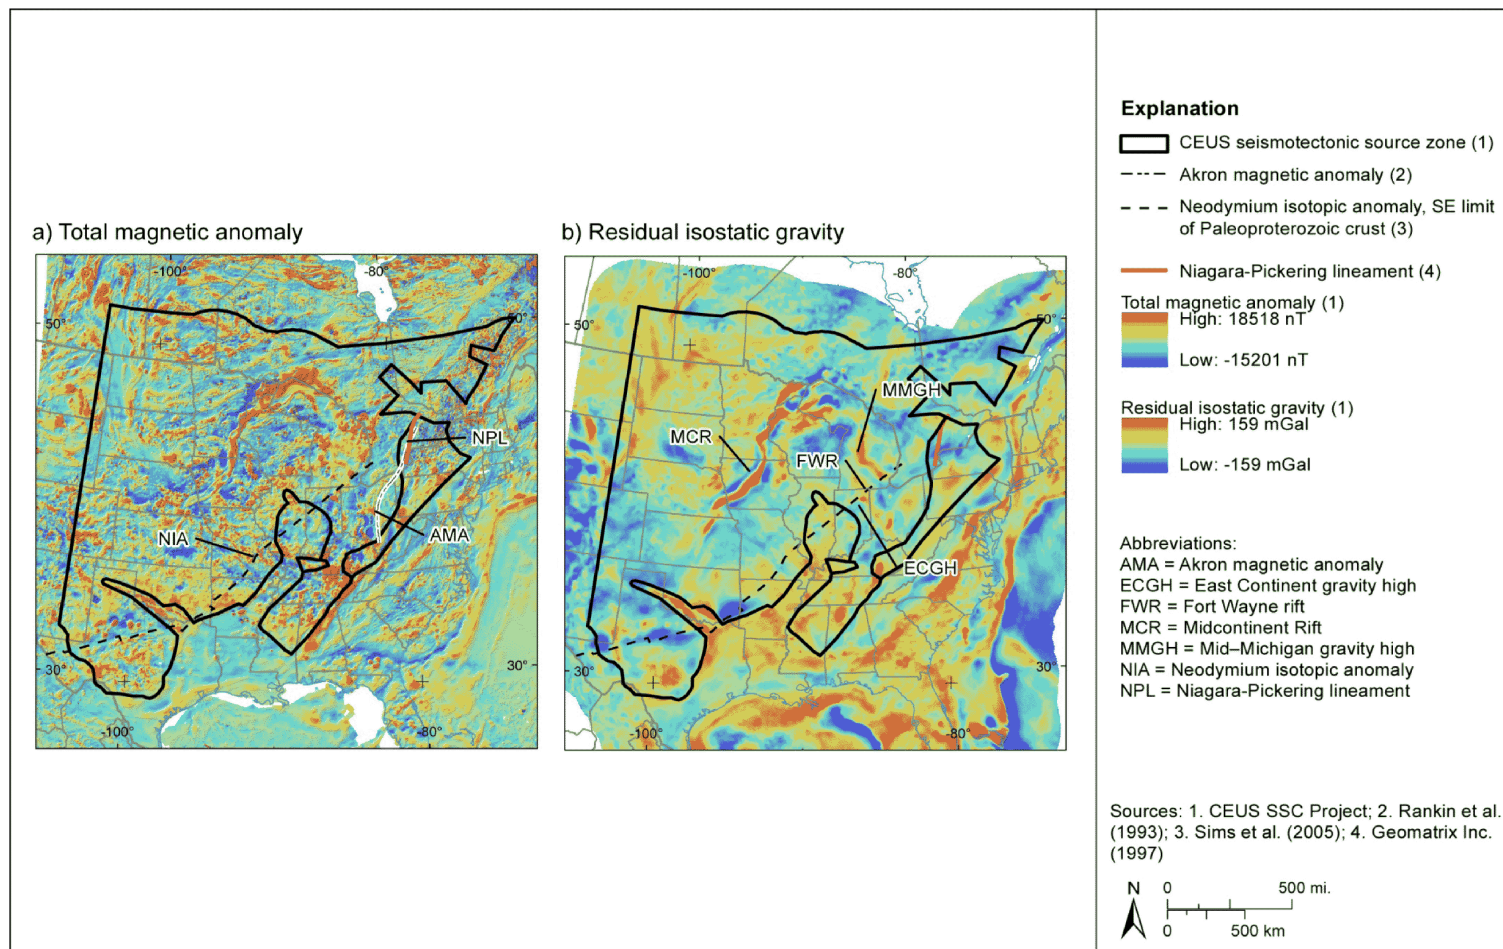 a) Total magnetic anomaly
-100°
-80°
50°
50°
NPL
AMA
NIA
30°
30°
-100°
-80°
b) Residual isostatic gravity
-100°
-80°
50°
50°
MMGH
MCR
FWR
ECGH
30°
30°
-100°
-80°
Explanation
CEUS seismotectonic source zone (1)
Akron magnetic anomaly (2)
Neodymium isotopic anomaly, SE limit
of Paleoproterozoic crust (3)
Niagara-Pickering lineament (4)
Total magnetic anomaly (1)
High: 18518 nT
Low: -15201 nT
Residual isostatic gravity (1)
High: 159 mGal
Low: -159 mGal
Abbreviations:
AMA = Akron magnetic anomaly
ECGH = East Continent gravity high
FWR = Fort Wayne rift
MCR = Midcontinent Rift
MMGH = Mid–Michigan gravity high
NIA = Neodymium isotopic anomaly
NPL = Niagara-Pickering lineament
Sources: 1. CEUS SSC Project; 2. Rankin et al.
(1993); 3. Sims et al. (2005); 4. Geomatrix Inc.
(1997)
N
0 500 mi.
0 500 km